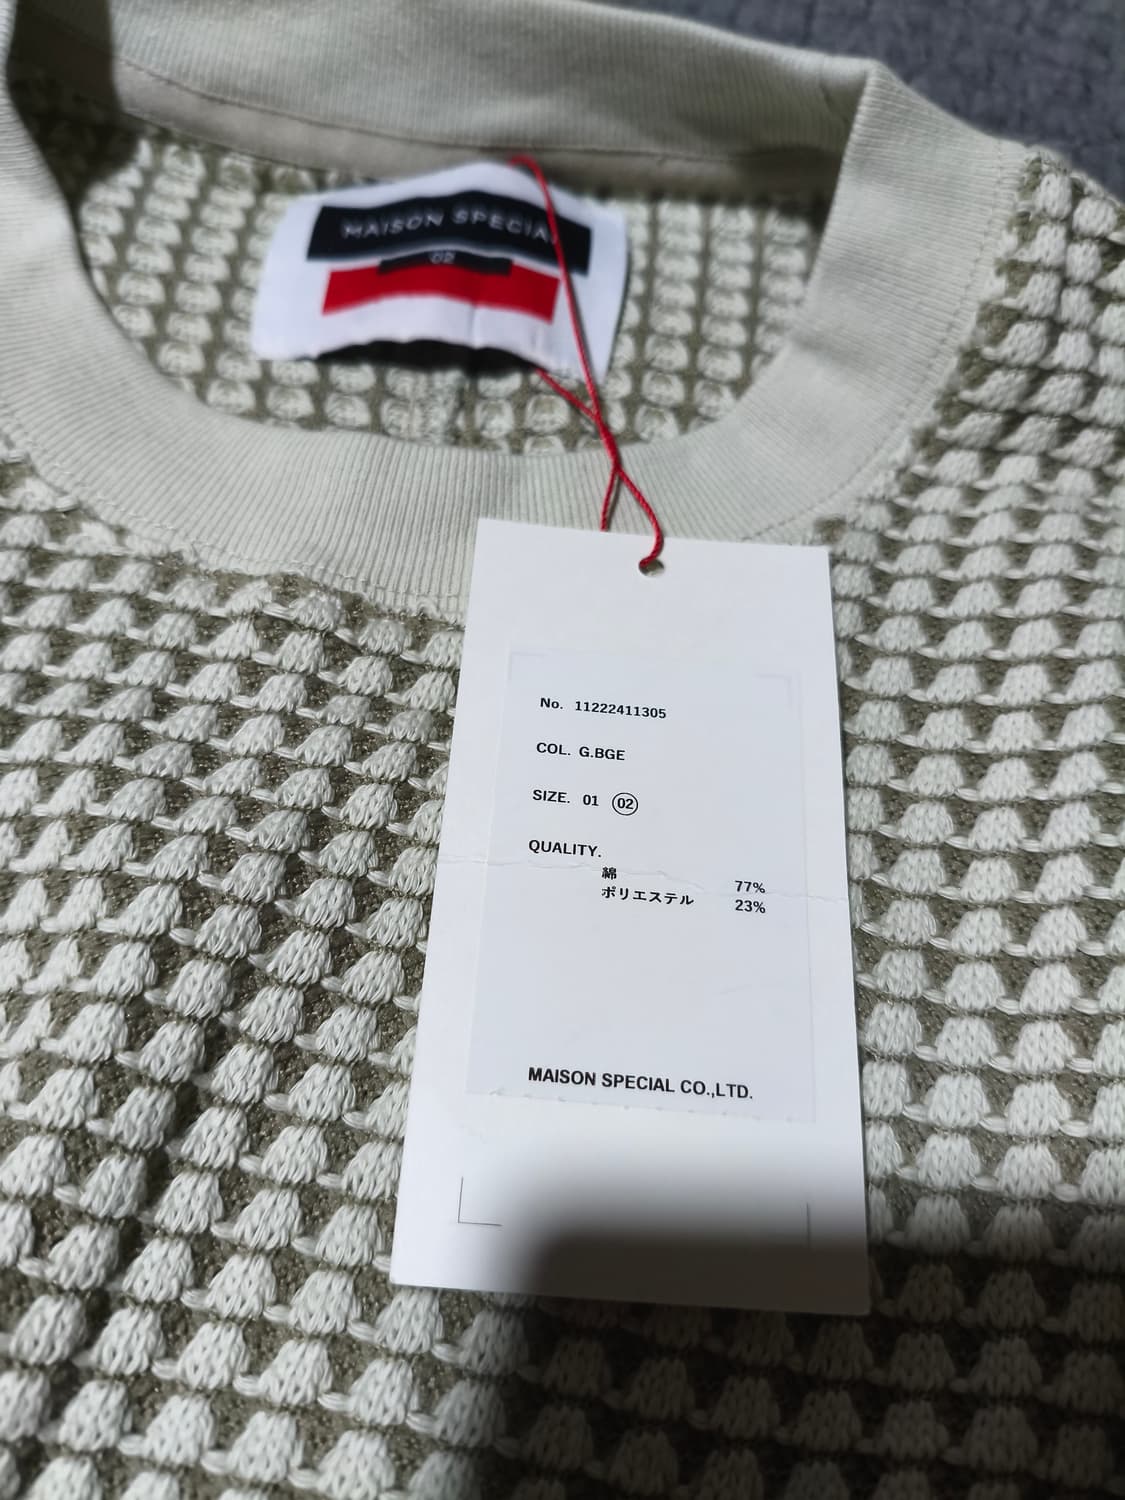 MAISON SPECIAL
02
No. 11222411305
COL. G.BGE
SIZE. 01 02
QUALITY.
綿 77%
ポリエステル 23%
MAISON SPECIAL CO.,LTD.